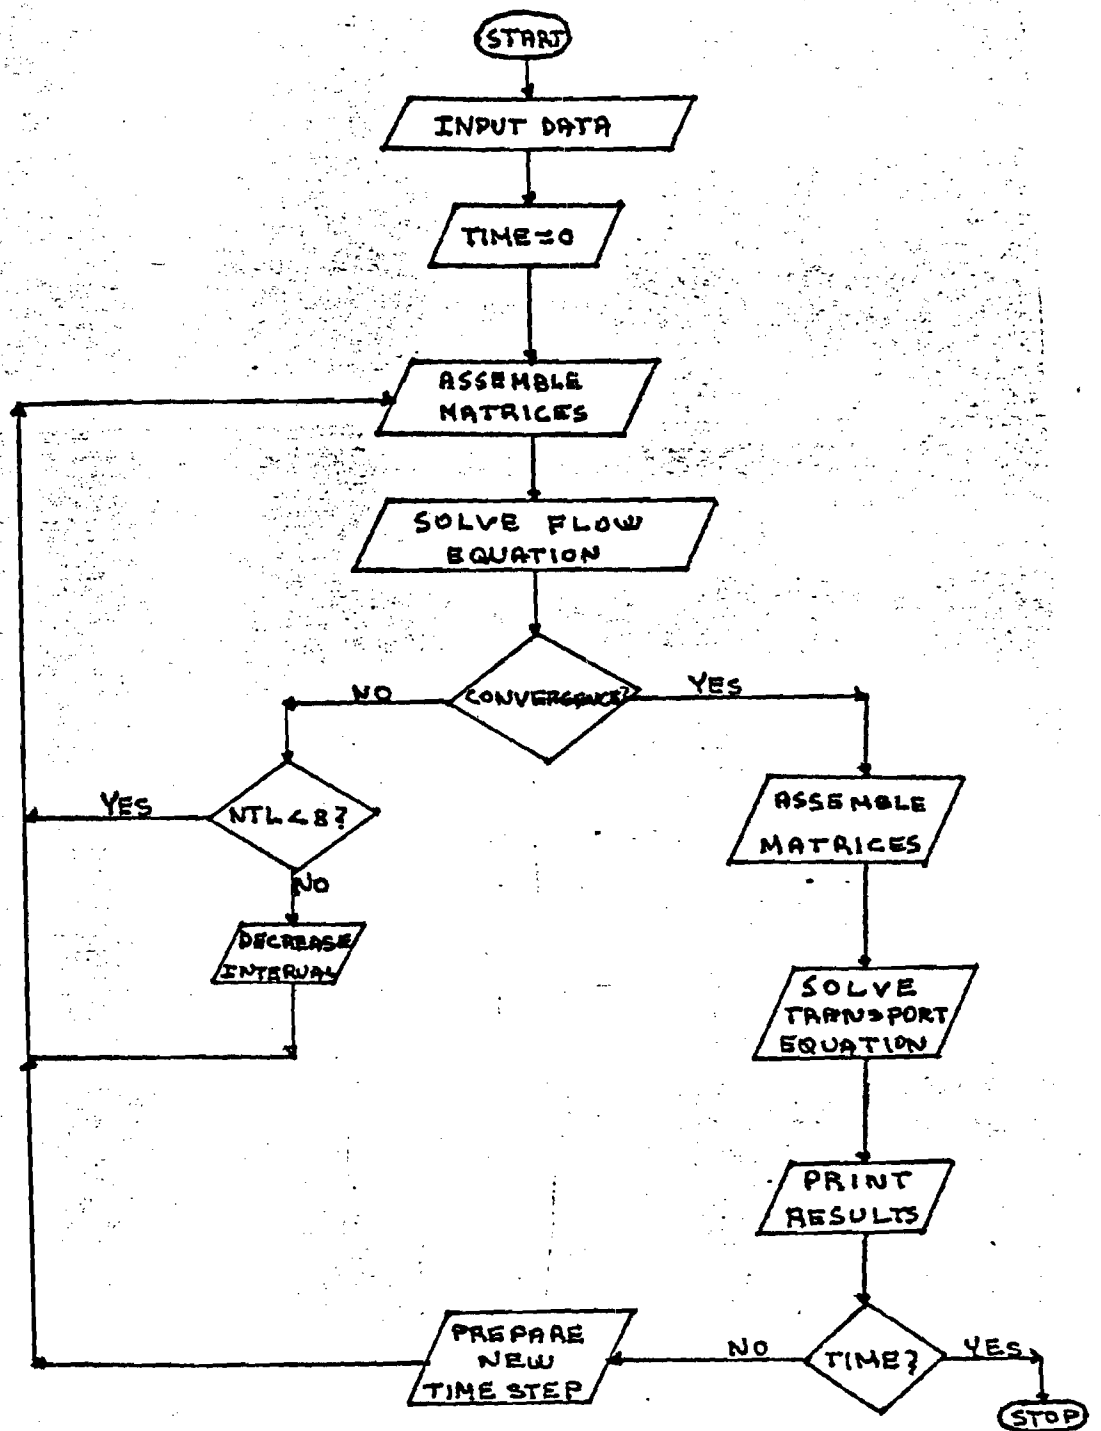 START
INPUT DATA
TIME=0
ASSEMBLE
MATRICES
SOLVE FLOW
EQUATION
CONVERGENCE?
NO
YES
NTL<8?
YES
NO
DECREASE
INTERVAL
ASSEMBLE
MATRICES
SOLVE
TRANSPORT
EQUATION
PRINT
RESULTS
TIME?
NO
YES
PREPARE
NEW
TIME STEP
STOP